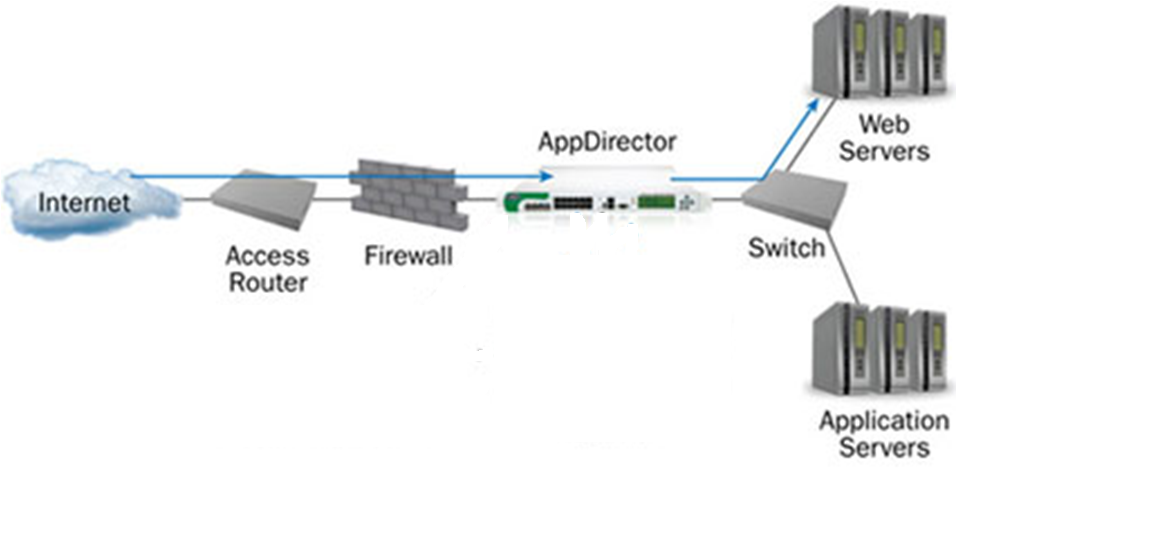 Internet
Access
Router
Firewall
AppDirector
Switch
Web
Servers
Application
Servers